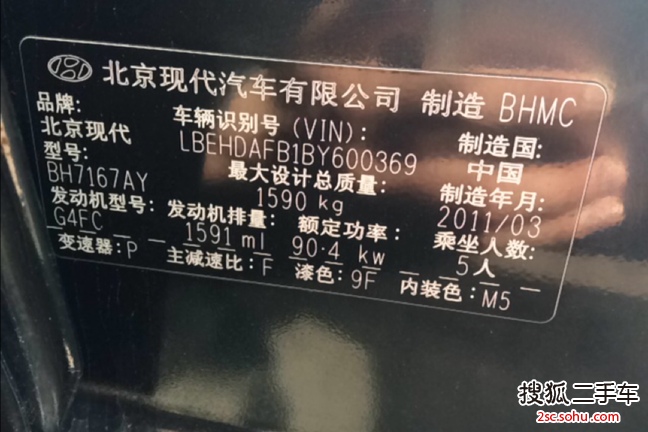 北京现代汽车有限公司 制造 BHMC
品牌: 车辆识别号(VIN): 制造国:
北京现代 LBEHDAFB1BY600369 中国
型号: 最大设计总质量: 制造年月:
BH7167AY 1590 kg 2011/03
发动机型号: 发动机排量: 额定功率: 乘坐人数:
G4FC 1591 ml 90.4 kw 5人
变速器: P 主减速比: F 漆色: 9F 内装色: M5
搜狐二手车
2sc.sohu.com